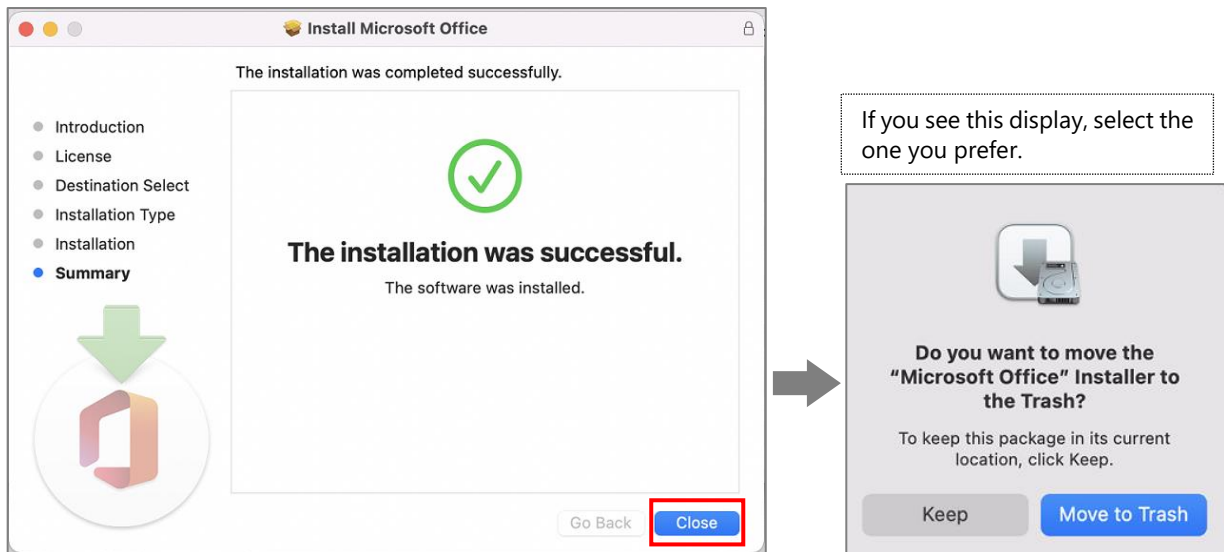 Install Microsoft Office
The installation was completed successfully.
Introduction
License
Destination Select
Installation Type
Installation
Summary
The installation was successful.
The software was installed.
Go Back
Close
If you see this display, select the
one you prefer.
Do you want to move the
“Microsoft Office” Installer to
the Trash?
To keep this package in its current
location, click Keep.
Keep
Move to Trash